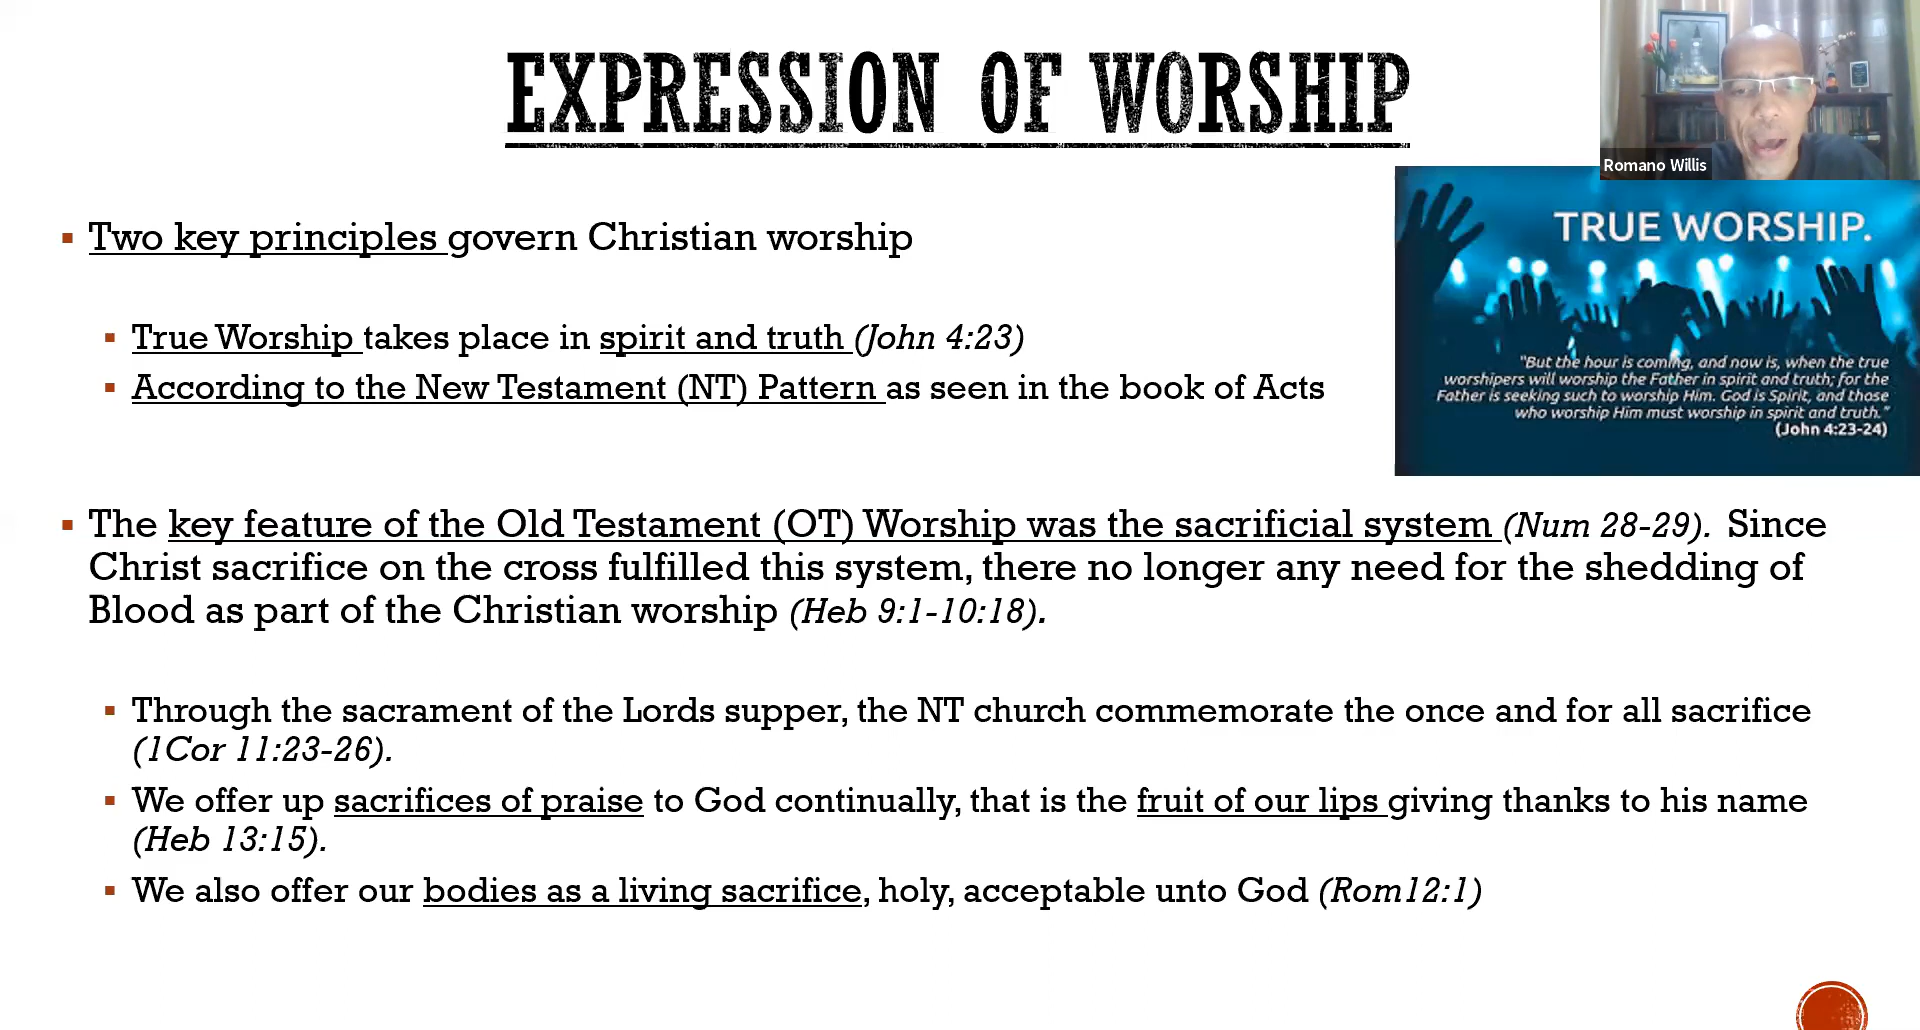 EXPRESSION OF WORSHIP
Romano Willis
Two key principles govern Christian worship
True Worship takes place in spirit and truth (John 4:23)
According to the New Testament (NT) Pattern as seen in the book of Acts
TRUE WORSHIP.
"But the hour is coming, and now is, when the true
worshipers will worship the Father in spirit and truth; for the
Father is seeking such to worship Him. God is Spirit, and those
who worship Him must worship in spirit and truth."
(John 4:23-24)
The key feature of the Old Testament (OT) Worship was the sacrificial system (Num 28-29). Since
Christ sacrifice on the cross fulfilled this system, there no longer any need for the shedding of
Blood as part of the Christian worship (Heb 9:1-10:18).
Through the sacrament of the Lords supper, the NT church commemorate the once and for all sacrifice
(1Cor 11:23-26).
We offer up sacrifices of praise to God continually, that is the fruit of our lips giving thanks to his name
(Heb 13:15).
We also offer our bodies as a living sacrifice, holy, acceptable unto God (Rom12:1)